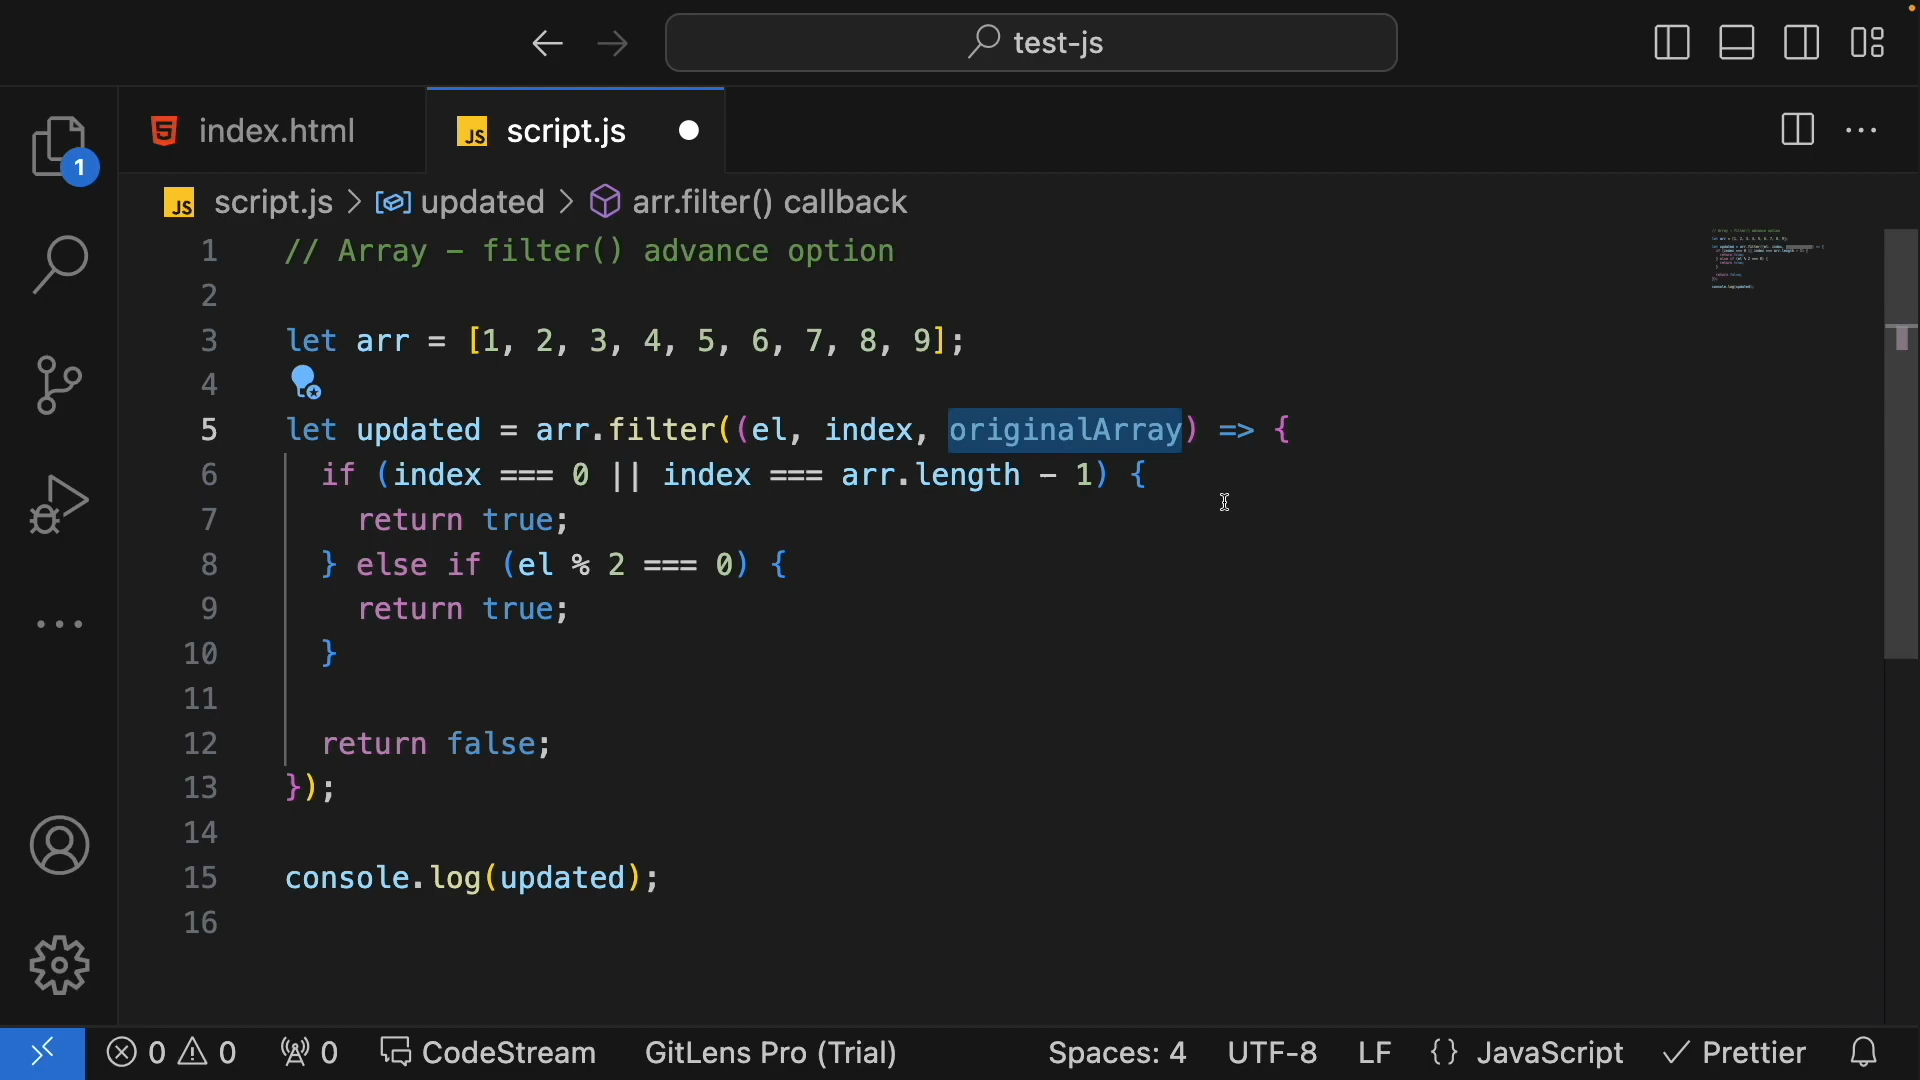 test-js
index.html
script.js
1
script.js > updated > arr.filter() callback
1 // Array – filter() advance option
2
3 let arr = [1, 2, 3, 4, 5, 6, 7, 8, 9];
4
5 let updated = arr.filter((el, index, originalArray) => {
6 if (index === 0 || index === arr.length – 1) {
7 return true;
8 } else if (el % 2 === 0) {
9 return true;
10 }
11
12 return false;
13 });
14
15 console.log(updated);
16
0 0 0 CodeStream GitLens Pro (Trial) Spaces: 4 UTF-8 LF {} JavaScript Prettier